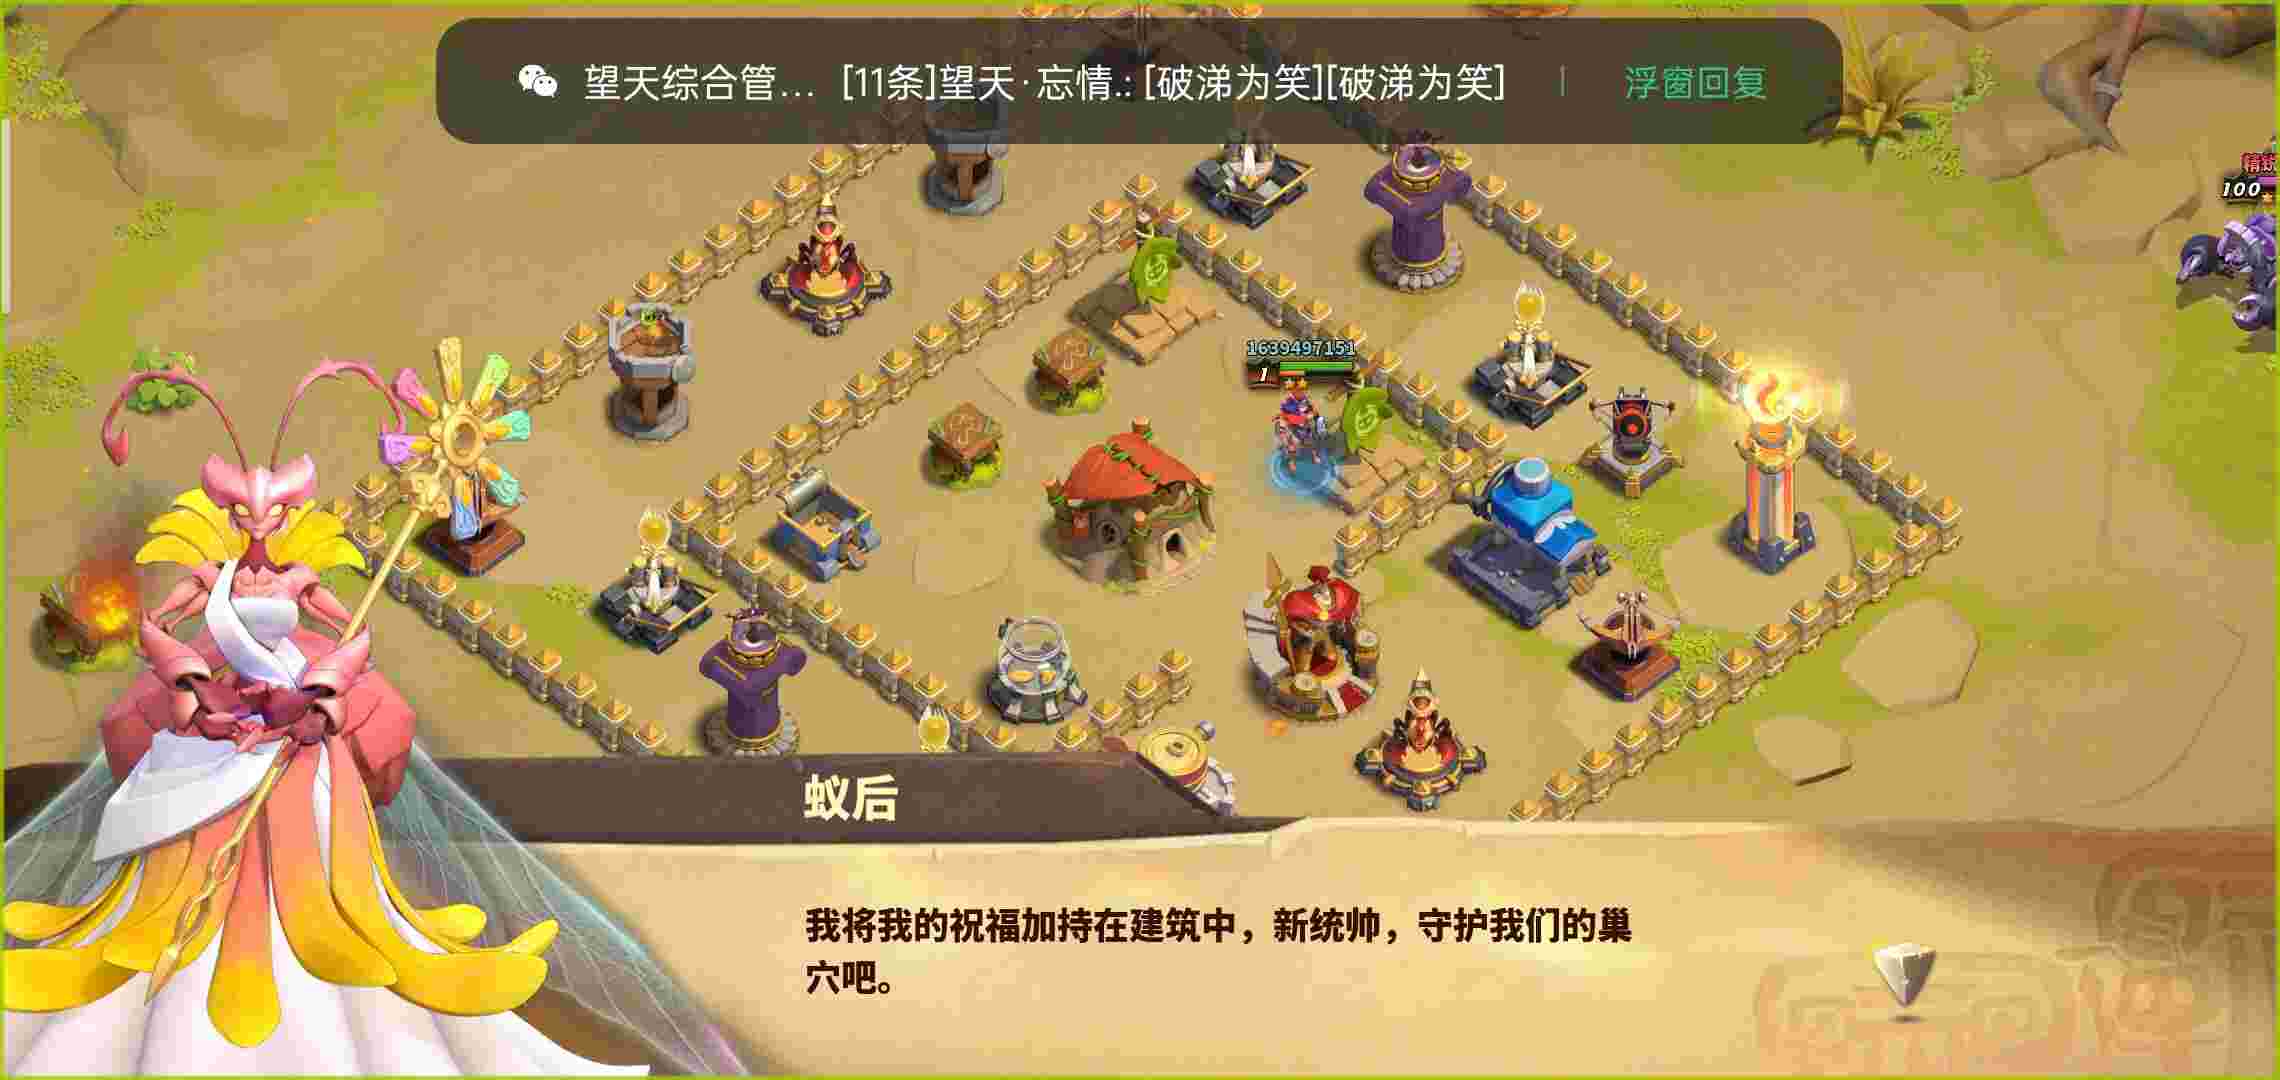 望天综合管... [11条]望天·忘情.: [破涕为笑][破涕为笑] 浮窗回复
精锐
100
1639497151
1
蚁后
我将我的祝福加持在建筑中，新统帅，守护我们的巢
穴吧。